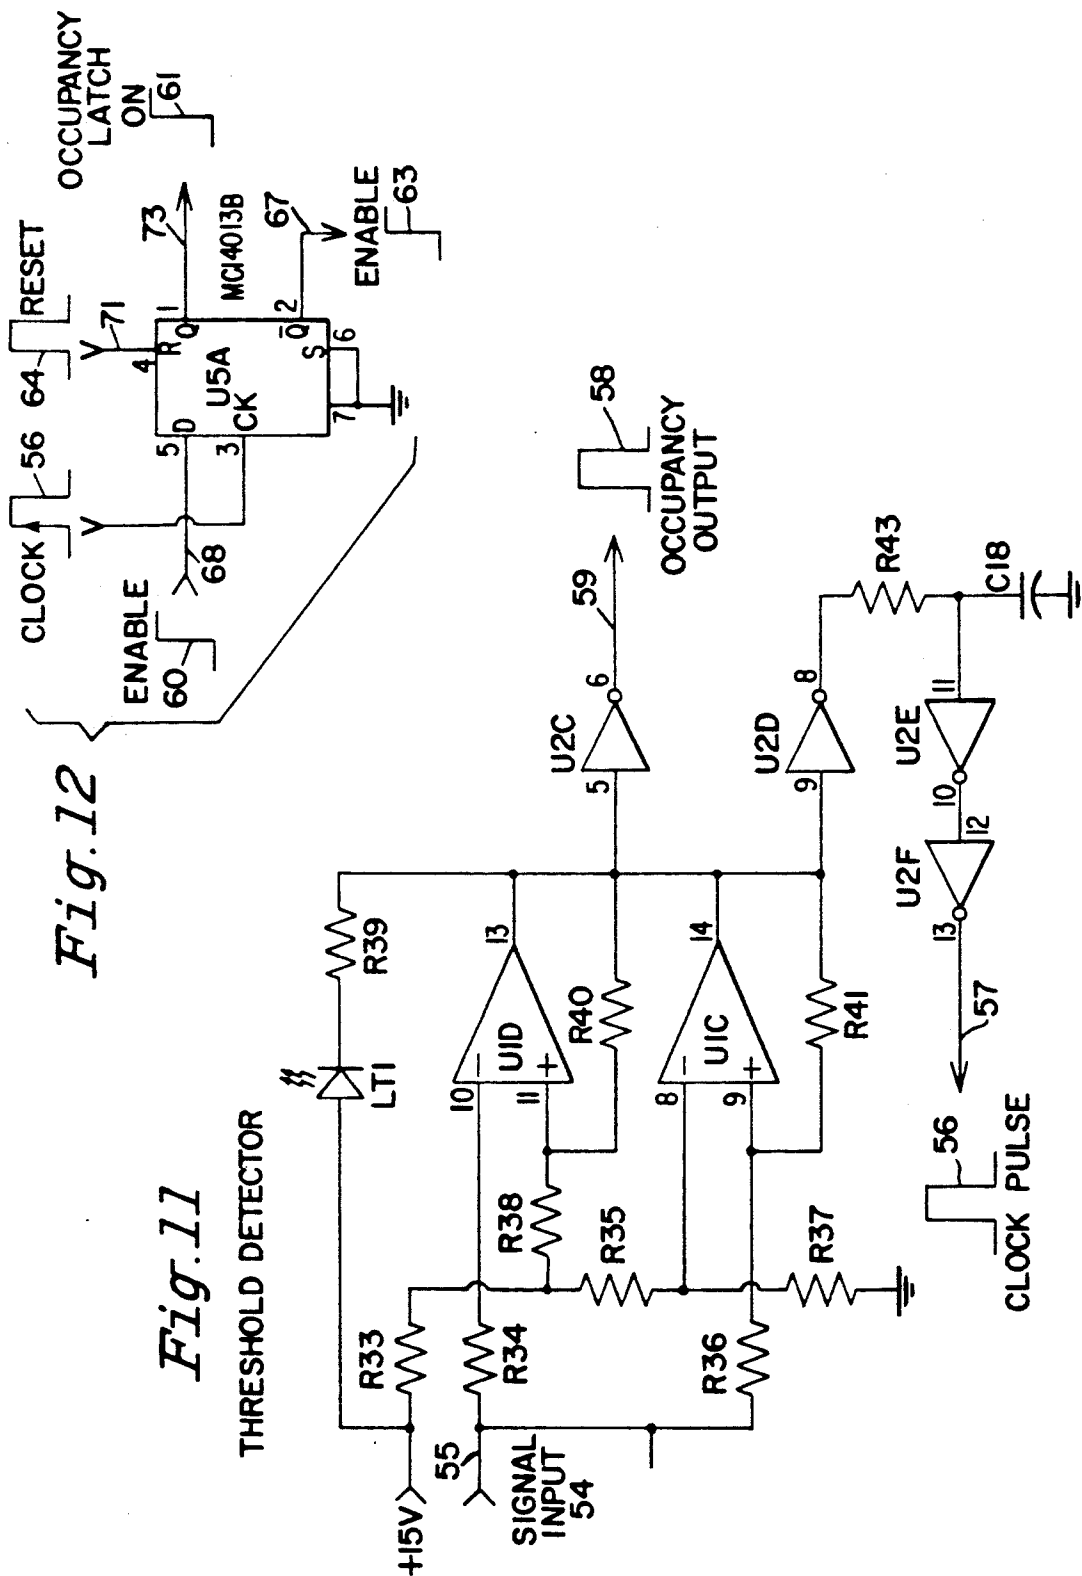 Fig. 11
THRESHOLD DETECTOR
+15V
55
SIGNAL
INPUT
54
R33
R34
R36
R38
R35
R37
LT1
R39
10
11
U1D
-
+
13
R40
8
9
U1C
-
+
14
R41
5
U2C
6
59
58
OCCUPANCY
OUTPUT
9
U2D
8
R43
C18
11
U2E
10
12
U2F
13
57
56
CLOCK PULSE
Fig. 12
ENABLE
60
68
CLOCK
56
64
RESET
71
5
D
3
CK
4
R
U5A
Q
1
Q̅
2
S
6
7
MC14013B
73
OCCUPANCY
LATCH
ON
61
67
ENABLE
63